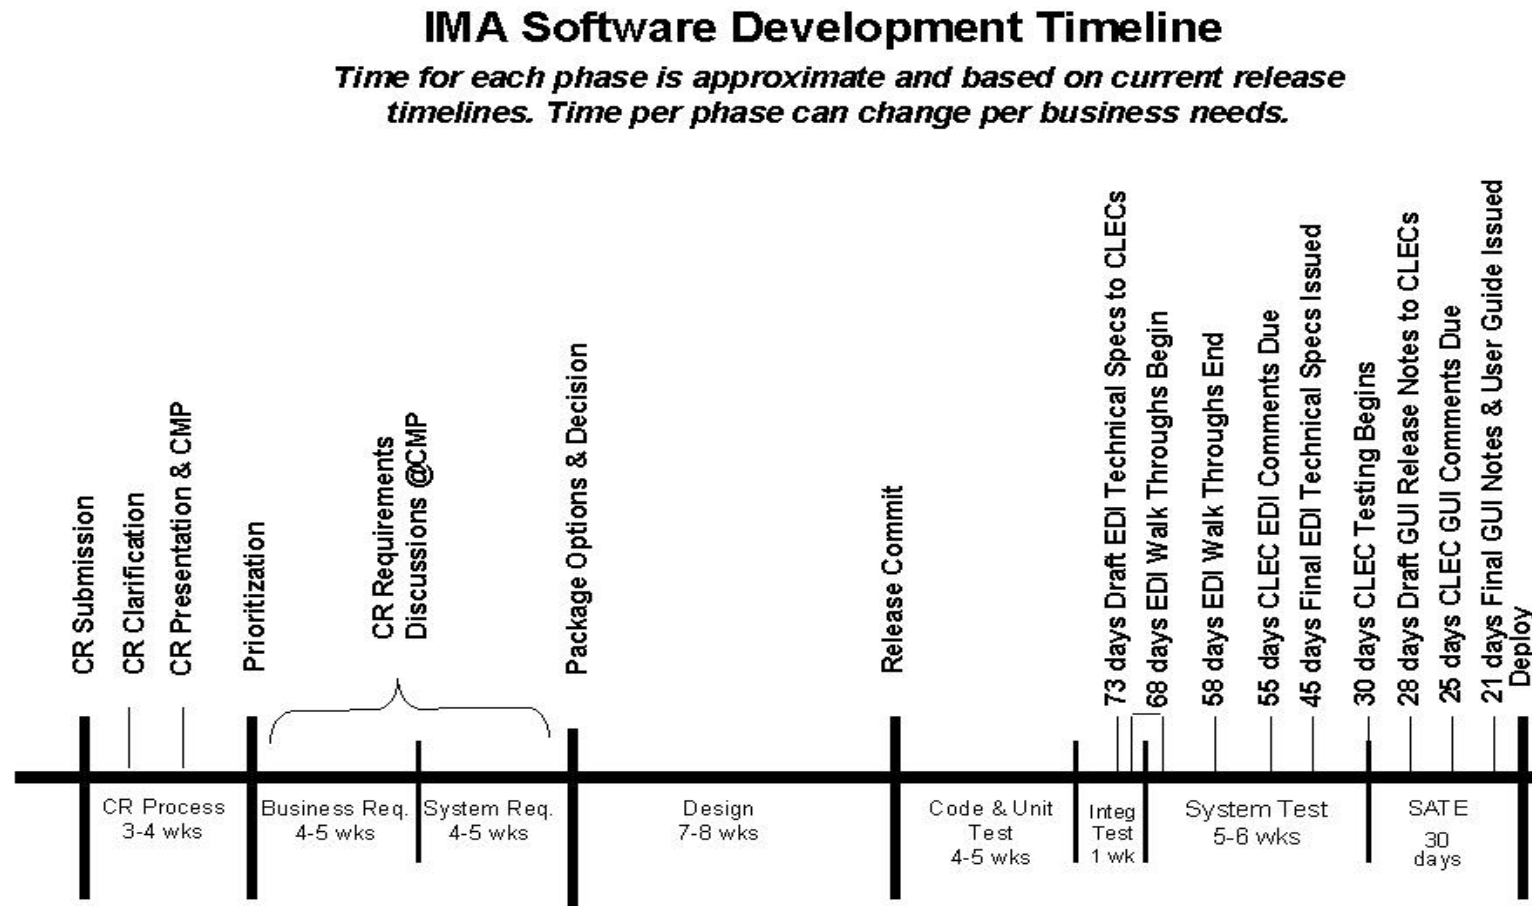 IMA Software Development Timeline
Time for each phase is approximate and based on current release
timelines. Time per phase can change per business needs.
CR Submission
CR Clarification
CR Presentation & CMP
Prioritization
CR Requirements
Discussions @CMP
Package Options & Decision
Release Commit
73 days Draft EDI Technical Specs to CLECs
68 days EDI Walk Throughs Begin
58 days EDI Walk Throughs End
55 days CLEC EDI Comments Due
45 days Final EDI Technical Specs Issued
30 days CLEC Testing Begins
28 days Draft GUI Release Notes to CLECs
25 days CLEC GUI Comments Due
21 days Final GUI Notes & User Guide Issued
Deploy
CR Process
3-4 wks
Business Req.
4-5 wks
System Req.
4-5 wks
Design
7-8 wks
Code & Unit
Test
4-5 wks
Integ
Test
1 wk
System Test
5-6 wks
SATE
30
days